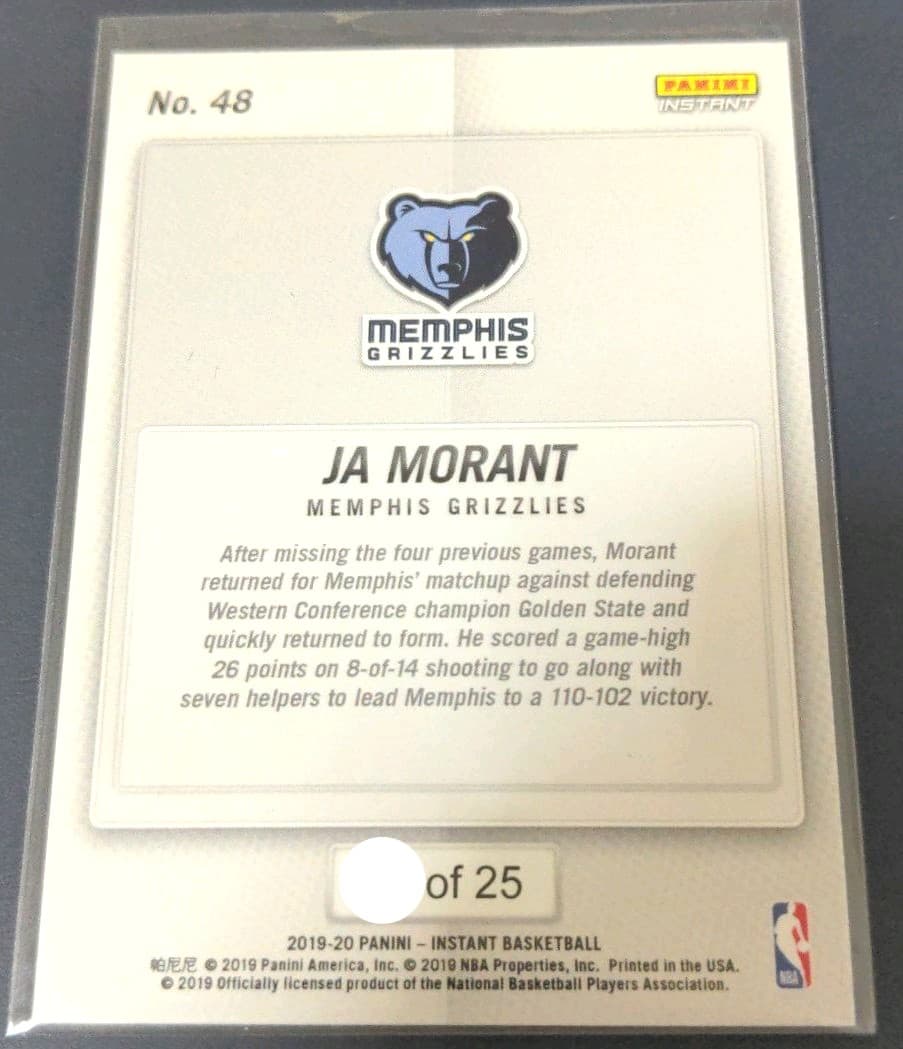 No. 48
PANINI
INSTANT
MEMPHIS
GRIZZLIES
JA MORANT
MEMPHIS GRIZZLIES
After missing the four previous games, Morant
returned for Memphis' matchup against defending
Western Conference champion Golden State and
quickly returned to form. He scored a game-high
26 points on 8-of-14 shooting to go along with
seven helpers to lead Memphis to a 110-102 victory.
of 25
2019-20 PANINI – INSTANT BASKETBALL
帕尼尼 © 2019 Panini America, Inc. © 2019 NBA Properties, Inc. Printed in the USA.
© 2019 Officially licensed product of the National Basketball Players Association.
NBA